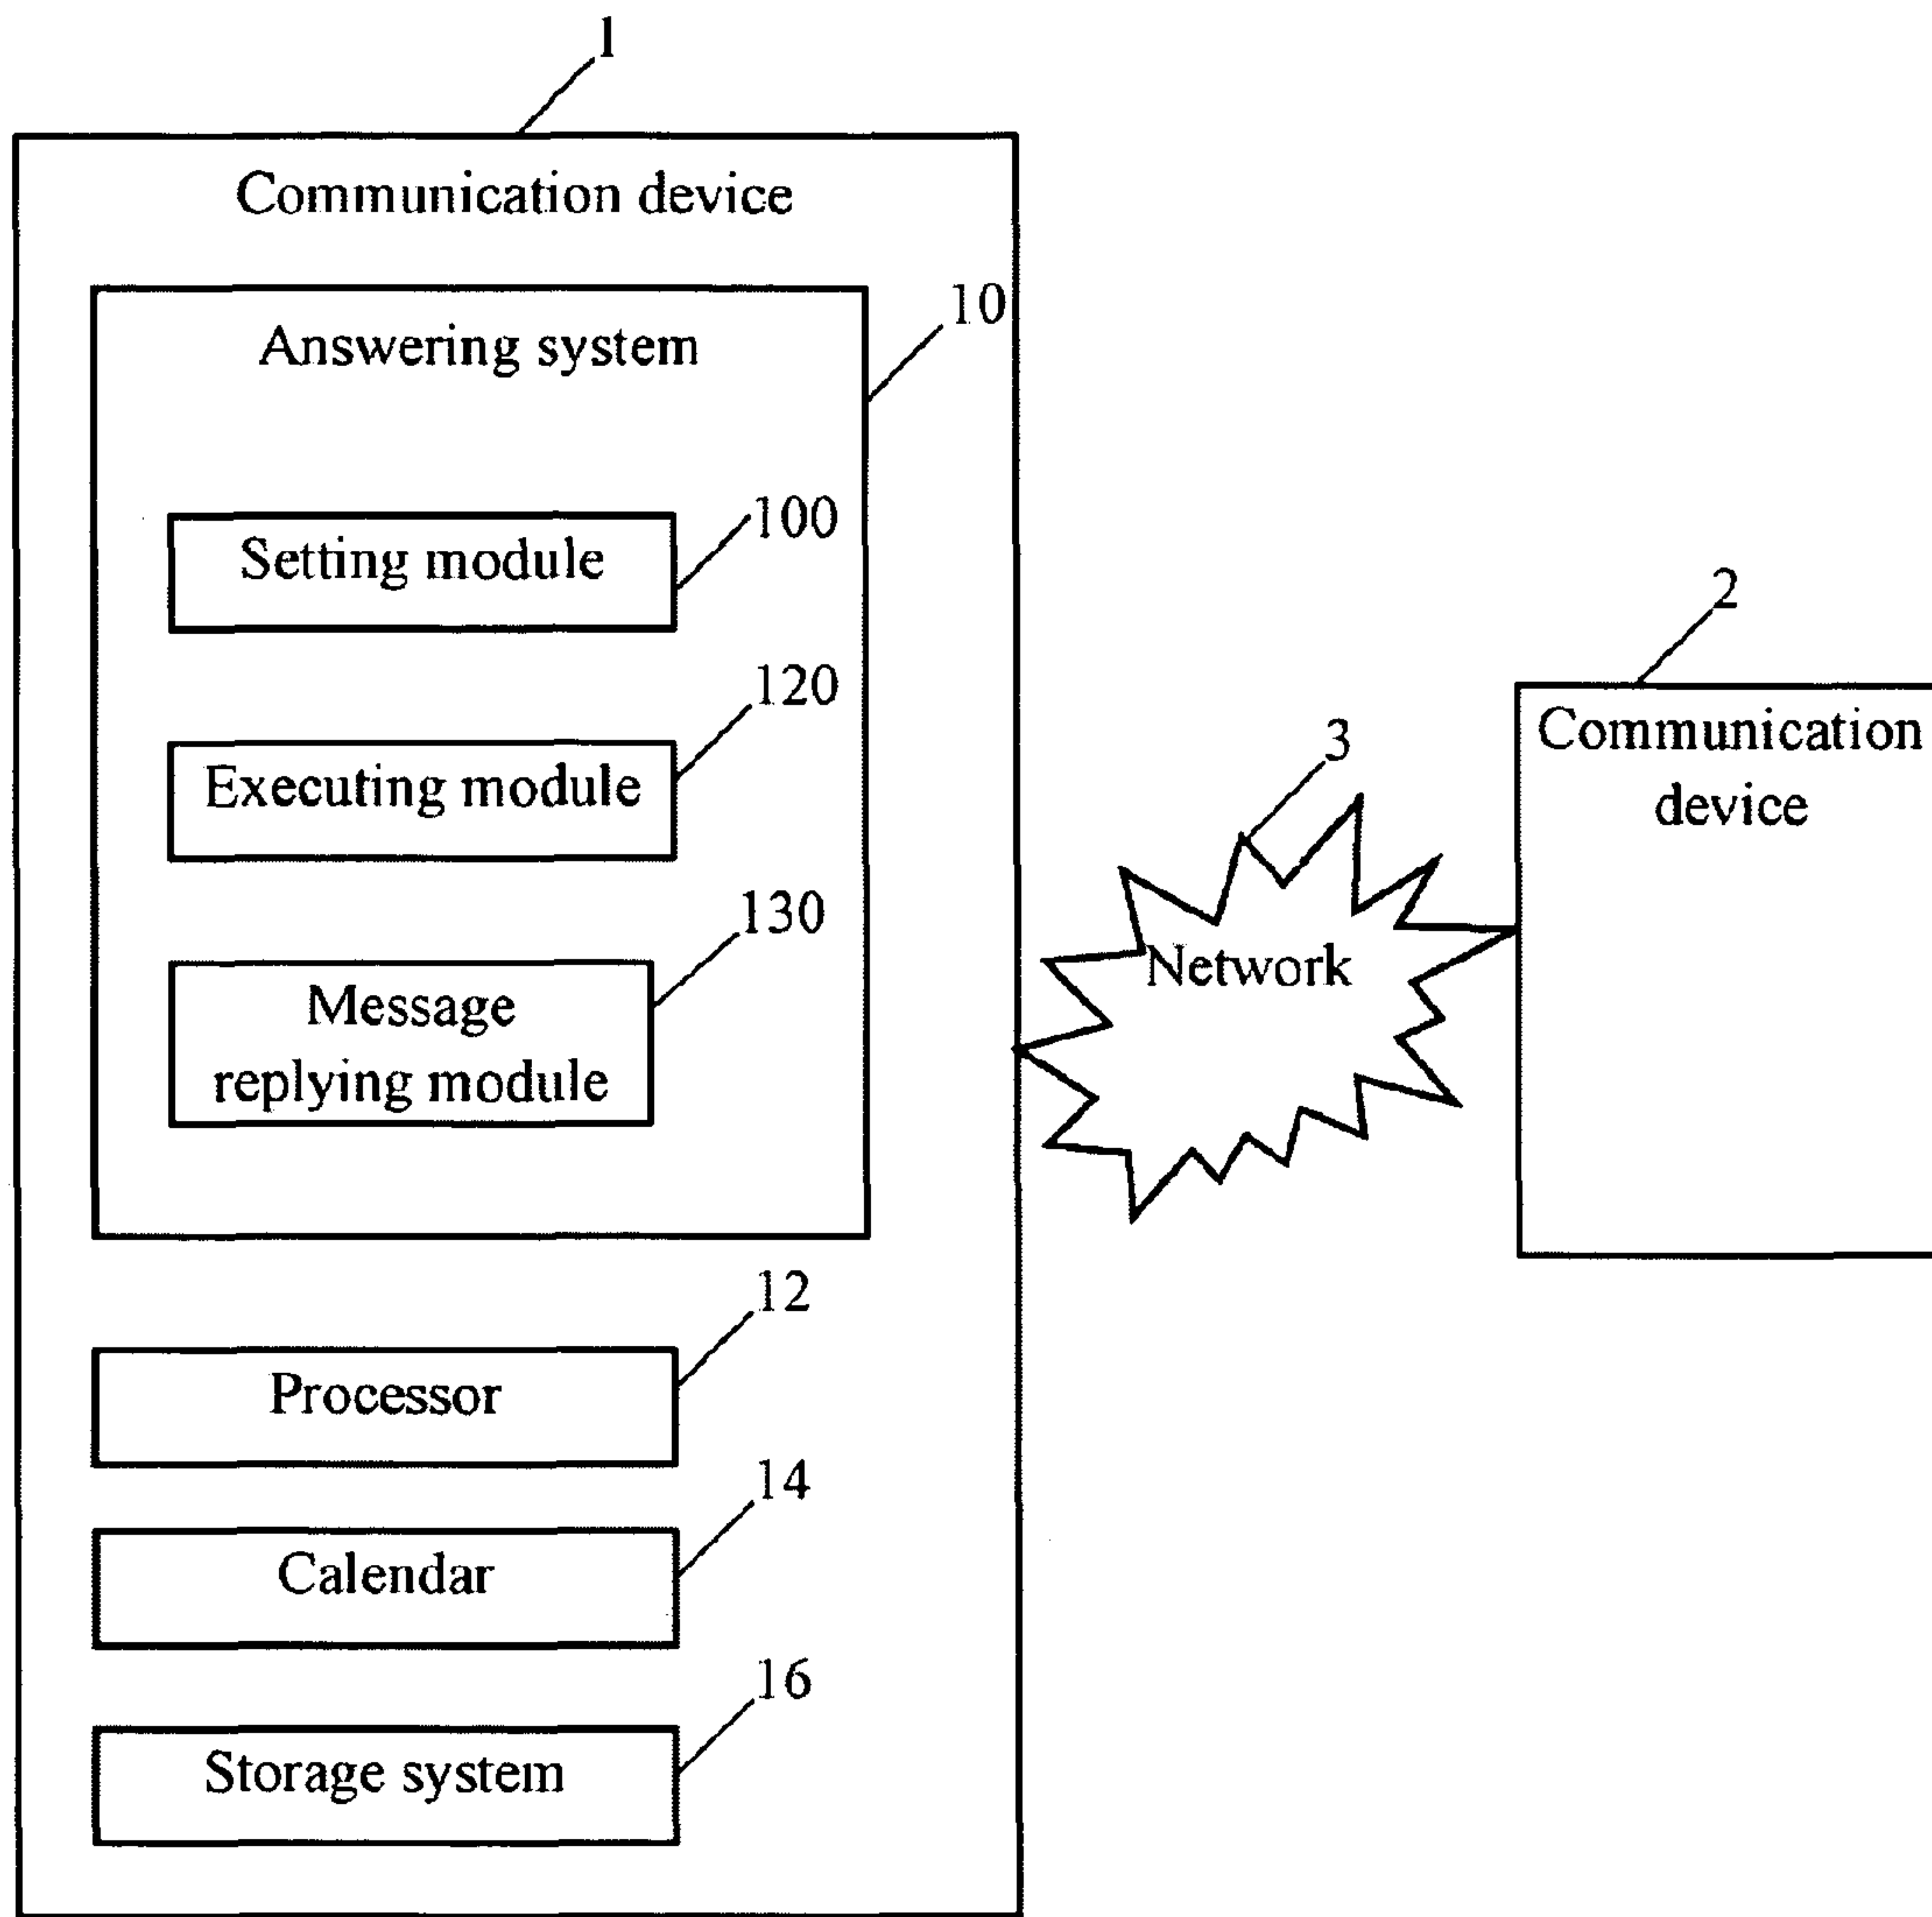 1
Communication device
10
Answering system
100
Setting module
120
Executing module
130
Message
replying module
12
Processor
14
Calendar
16
Storage system
3
Network
2
Communication
device